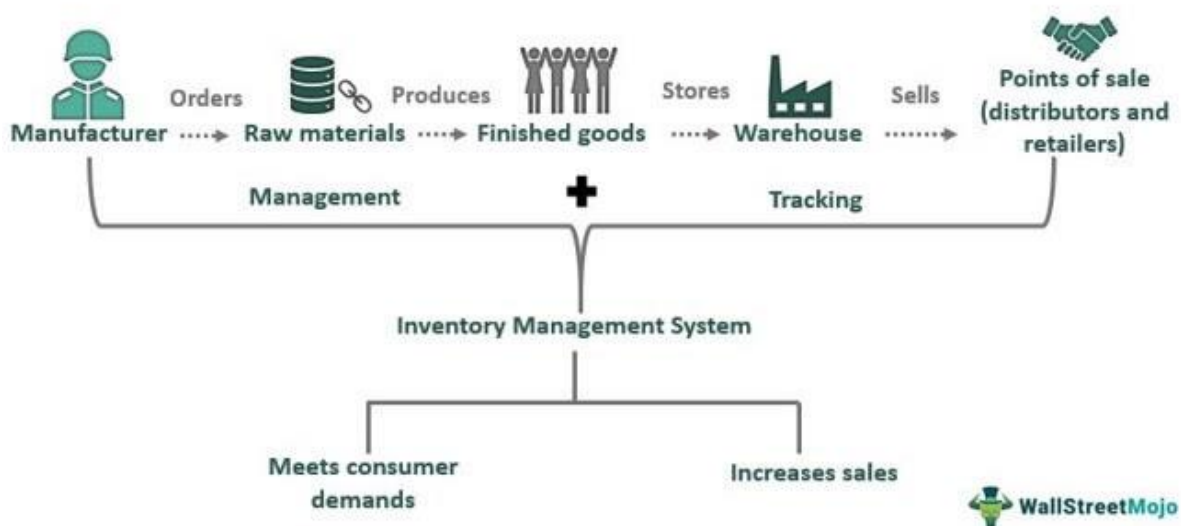 Orders
Produces
Stores
Sells
Manufacturer
Raw materials
Finished goods
Warehouse
Points of sale
(distributors and
retailers)
Management
Tracking
Inventory Management System
Meets consumer
demands
Increases sales
WallStreetMojo